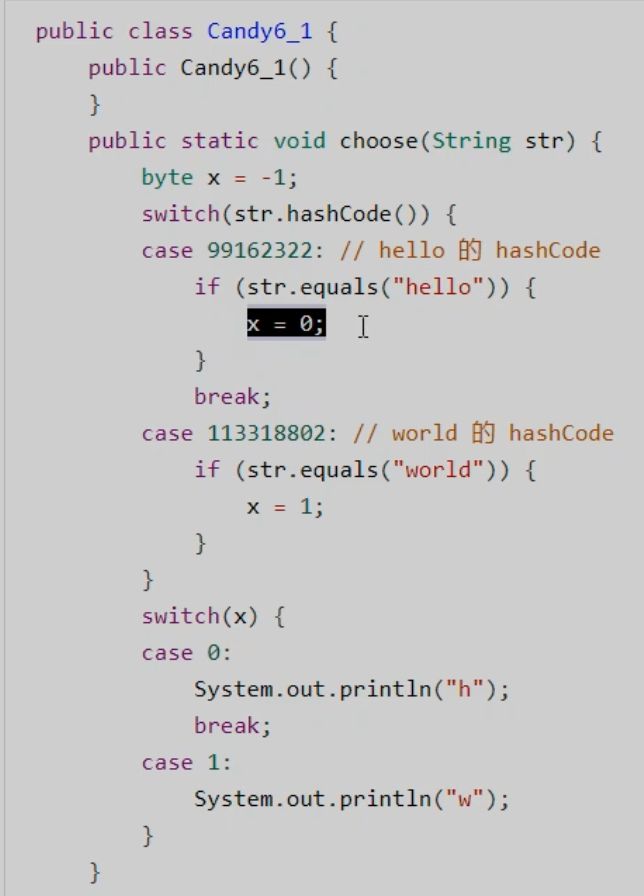 public class Candy6_1 {
    public Candy6_1() {
    }
    public static void choose(String str) {
        byte x = -1;
        switch(str.hashCode()) {
        case 99162322: // hello 的 hashCode
            if (str.equals("hello")) {
                x = 0;
            }
            break;
        case 113318802: // world 的 hashCode
            if (str.equals("world")) {
                x = 1;
            }
        }
        switch(x) {
        case 0:
            System.out.println("h");
            break;
        case 1:
            System.out.println("w");
        }
    }